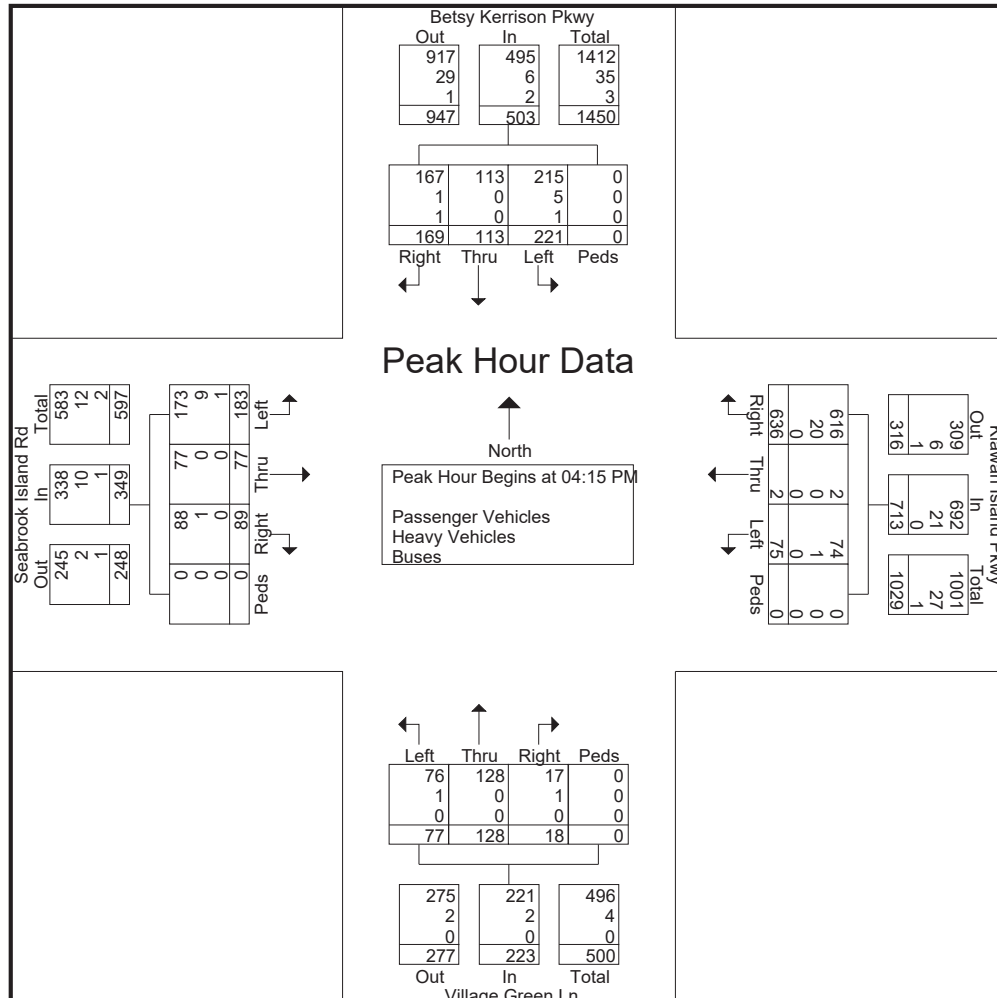 Betsy Kerrison Pkwy
Out In Total
917 495 1412
29 6 35
1 2 3
947 503 1450
167 113 215 0
1 0 5 0
1 0 1 0
169 113 221 0
Right Thru Left Peds
Peak Hour Data
North
Peak Hour Begins at 04:15 PM
Passenger Vehicles
Heavy Vehicles
Buses
Seabrook Island Rd
Out In Total
245 338 583
2 10 12
1 1 2
248 349 597
Peds Right Thru Left
0 88 77 173
0 1 0 9
0 0 0 1
0 89 77 183
Right Thru Left Peds
616 2 74 0
20 0 1 0
0 0 0 0
636 2 75 0
Kiawah Island Pkwy
Out In Total
309 692 1001
6 21 27
1 0 1
316 713 1029
Left Thru Right Peds
76 128 17 0
1 0 1 0
0 0 0 0
77 128 18 0
275 221 496
2 2 4
0 0 0
277 223 500
Out In Total
Village Green Ln